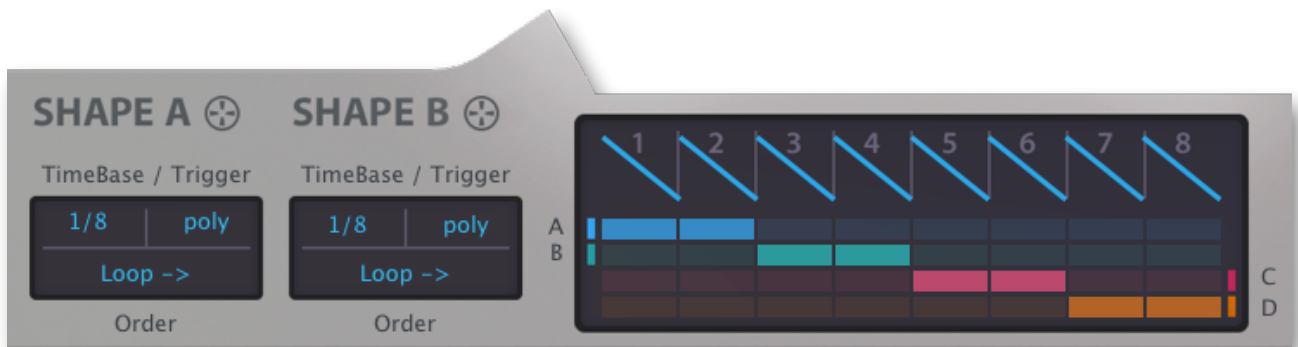 SHAPE A SHAPE B
1 2 3 4 5 6 7 8
TimeBase / Trigger TimeBase / Trigger
1/8 poly 1/8 poly
A
B
Loop -> Loop ->
C
D
Order Order